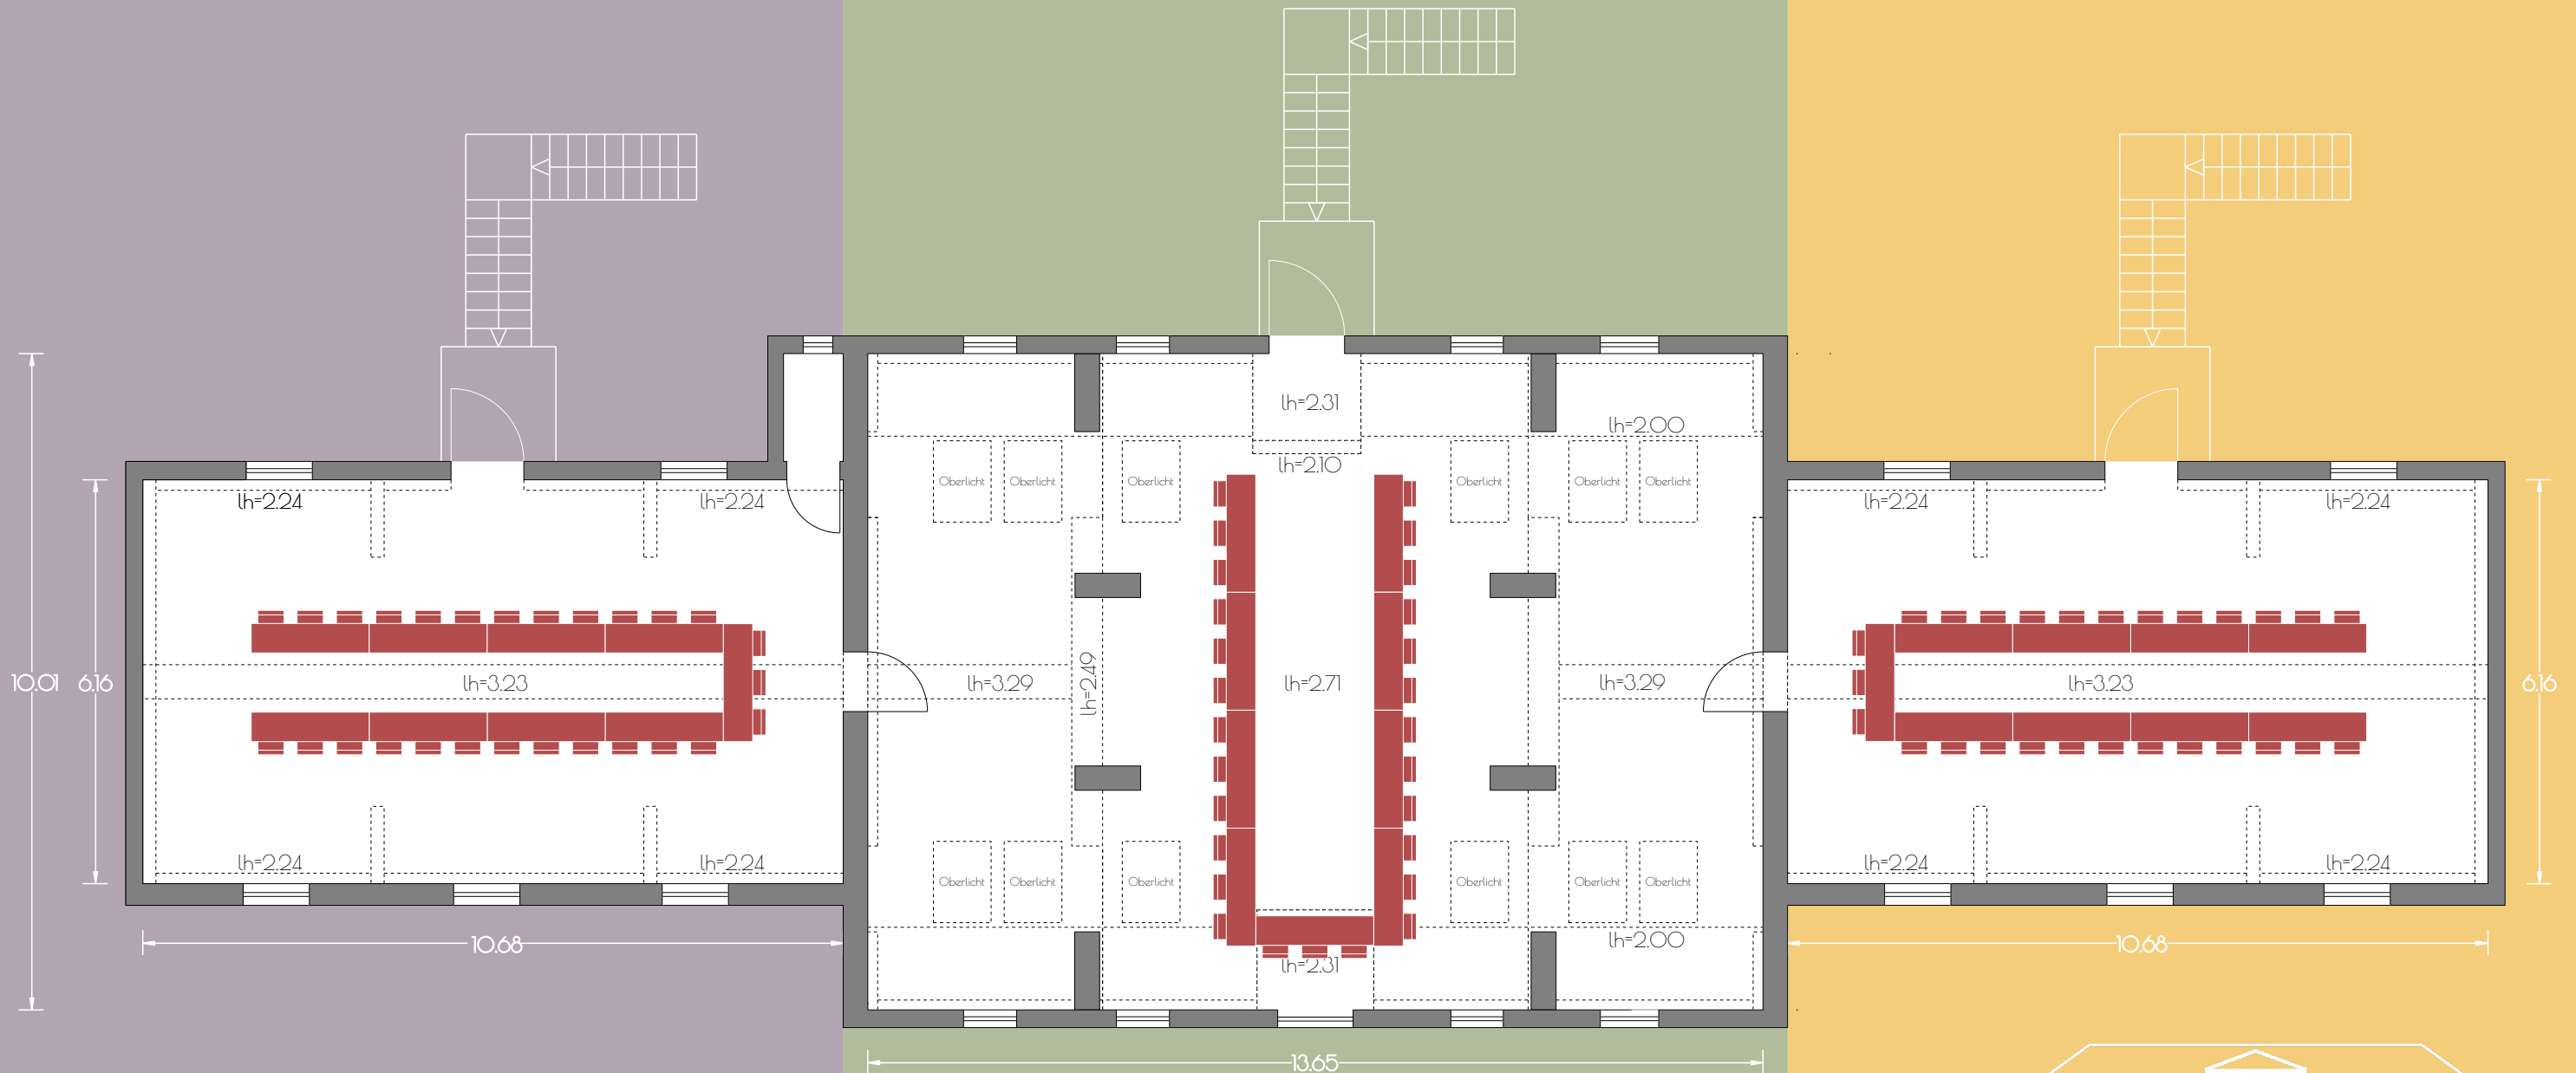 lh=2.31
lh=2.00
lh=2.10
Oberlicht Oberlicht Oberlicht Oberlicht Oberlicht Oberlicht
lh=2.24 lh=2.24 lh=2.24 lh=2.24
10.01 6.16 lh=3.23 lh=3.29 lh=2.49 lh=2.71 lh=3.29 lh=3.23 6.16
lh=2.24 lh=2.24 lh=2.24 lh=2.24
Oberlicht Oberlicht Oberlicht Oberlicht Oberlicht Oberlicht
10.68 lh=2.00 10.68
lh=2.31
13.65